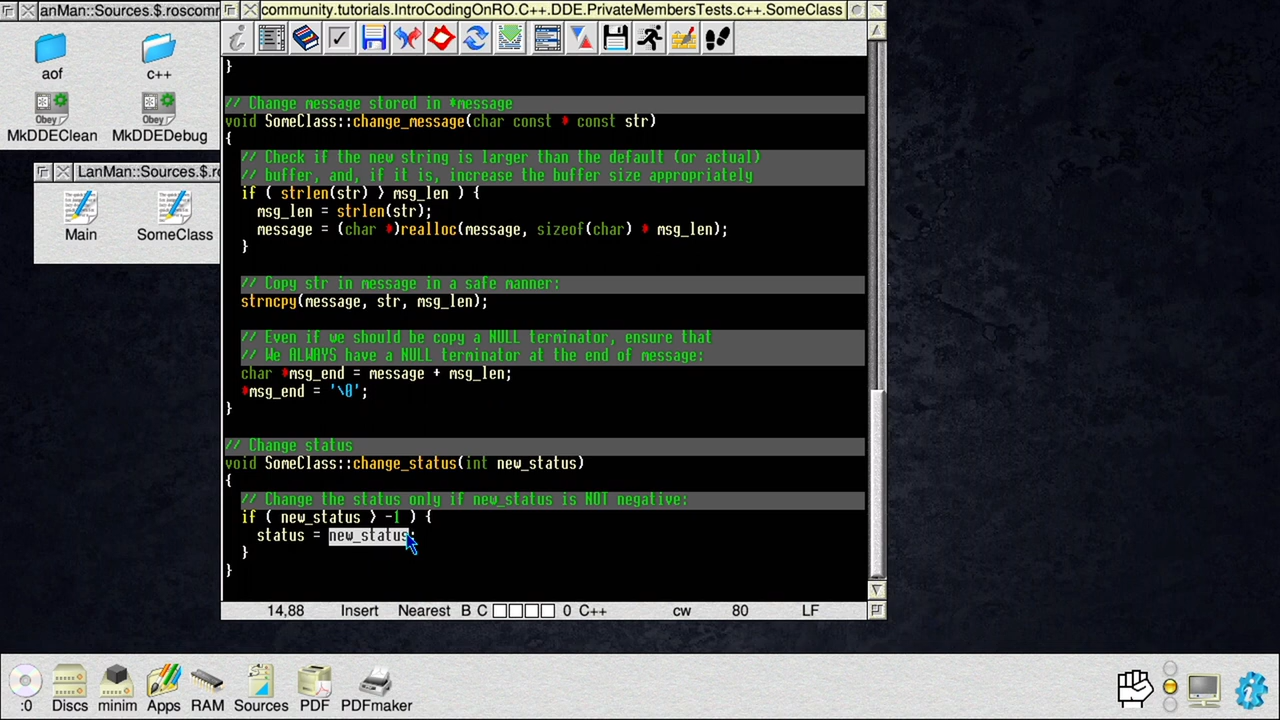 anMan::Sources.$.roscomm
community.tutorials.IntroCodingOnRO.C++.DDE.PrivateMembersTests.c++.SomeClass
aof
c++
Obey
Obey
MkDDEClean
MkDDEDebug
LanMan::Sources.$.ro
Main
SomeClass
}
// Change message stored in *message
void SomeClass::change_message(char const * const str)
{
// Check if the new string is larger than the default (or actual)
// buffer, and, if it is, increase the buffer size appropriately
if ( strlen(str) > msg_len ) {
msg_len = strlen(str);
message = (char *)realloc(message, sizeof(char) * msg_len);
}
// Copy str in message in a safe manner:
strncpy(message, str, msg_len);
// Even if we should be copy a NULL terminator, ensure that
// We ALWAYS have a NULL terminator at the end of message:
char *msg_end = message + msg_len;
*msg_end = '\0';
}
// Change status
void SomeClass::change_status(int new_status)
{
// Change the status only if new_status is NOT negative:
if ( new_status > -1 ) {
status = new_status;
}
}
14,88 Insert Nearest B C 0 C++ cw 80 LF
:0 Discs minim Apps RAM Sources PDF PDFmaker